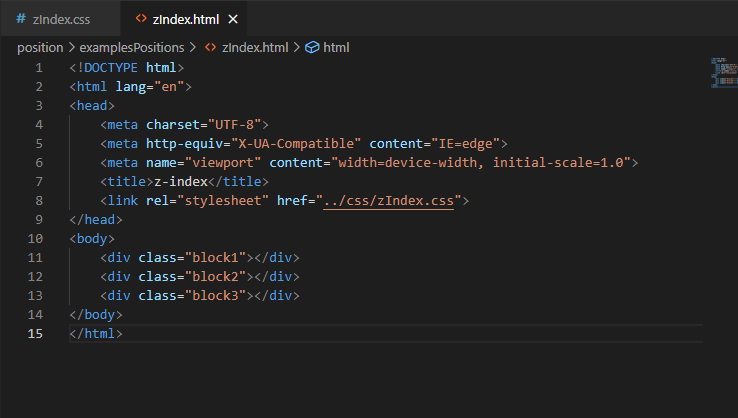 # zIndex.css <> zIndex.html ×
position > examplesPositions > <> zIndex.html > html
1 <!DOCTYPE html>
2 <html lang="en">
3 <head>
4 <meta charset="UTF-8">
5 <meta http-equiv="X-UA-Compatible" content="IE=edge">
6 <meta name="viewport" content="width=device-width, initial-scale=1.0">
7 <title>z-index</title>
8 <link rel="stylesheet" href="../css/zIndex.css">
9 </head>
10 <body>
11 <div class="block1"></div>
12 <div class="block2"></div>
13 <div class="block3"></div>
14 </body>
15 </html>